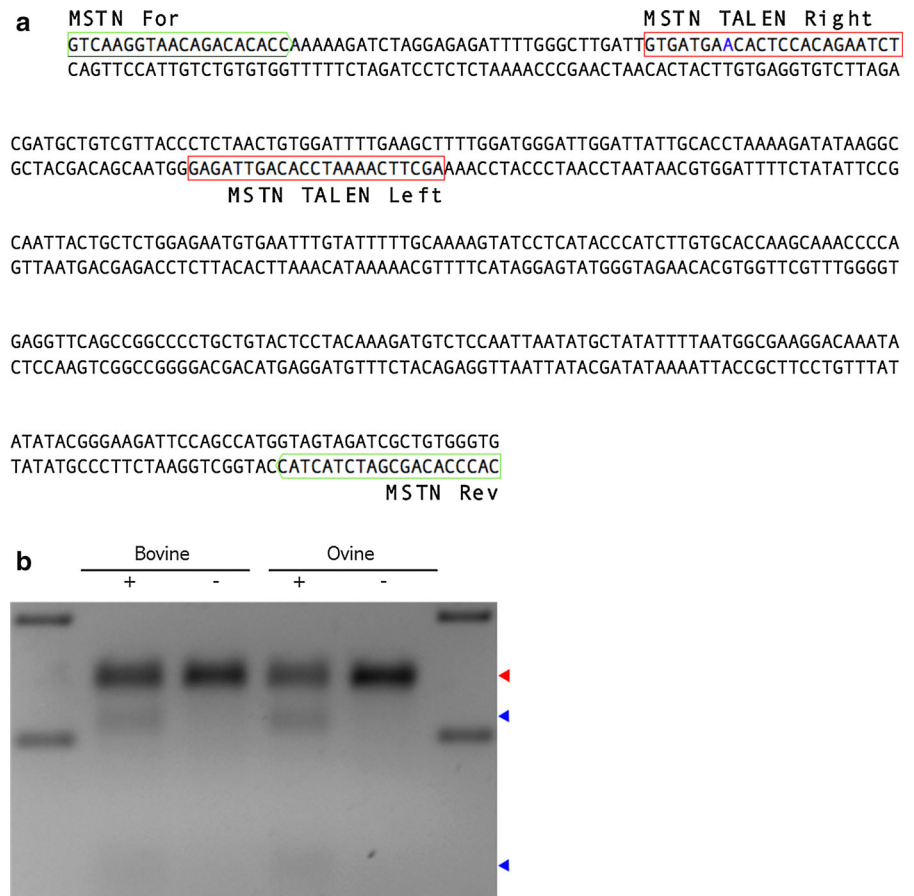 a
MSTN For MSTN TALEN Right
GTCAAGGTAACAGACACACCAAAAAGATCTAGGAGAGATTTTGGGCTTGATTGTGATGAACACTCCACAGAATCT
CAGTTCCATTGTCTGTGTGGTTTTTCTAGATCCTCTCTAAAACCCGAACTAACACTACTTGTGAGGTGTCTTAGA
CGATGCTGTCGTTACCCTCTAACTGTGGATTTTGAAGCTTTTGGATGGGATTGGATTATTGCACCTAAAAGATATAAGGC
GCTACGACAGCAATGGGAGATTGACACCTAAAACTTCGAAAACCTACCCTAACCTAATAACGTGGATTTTCTATATTCCG
MSTN TALEN Left
CAATTACTGCTCTGGAGAATGTGAATTTGTATTTTTGCAAAAGTATCCTCATACCCATCTTGTGCACCAAGCAAACCCCA
GTTAATGACGAGACCTCTTACACTTAAACATAAAAACGTTTTCATAGGAGTATGGGTAGAACACGTGGTTCGTTTGGGGT
GAGGTTCAGCCGGCCCCTGCTGTACTCCTACAAAGATGTCTCCAATTAATATGCTATATTTTAATGGCGAAGGACAAATA
CTCCAAGTCGGCCGGGGACGACATGAGGATGTTTCTACAGAGGTTAATTATACGATATAAAATTACCGCTTCCTGTTTAT
ATATACGGGAAGATTCCAGCCATGGTAGTAGATCGCTGTGGGTG
TATATGCCCTTCTAAGGTCGGTACCATCATCTAGCGACACCCAC
MSTN Rev
b
Bovine Ovine
+ - + -